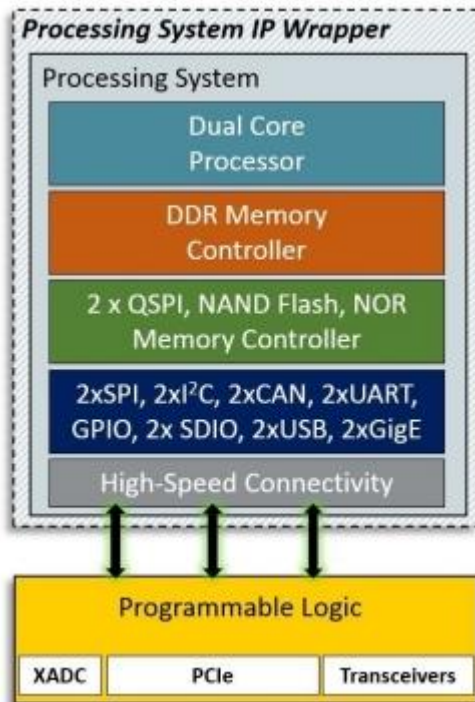 Processing System IP Wrapper
Processing System
Dual Core
Processor
DDR Memory
Controller
2 x QSPI, NAND Flash, NOR
Memory Controller
2xSPI, 2xI²C, 2xCAN, 2xUART,
GPIO, 2x SDIO, 2xUSB, 2xGigE
High-Speed Connectivity
Programmable Logic
XADC PCIe Transceivers